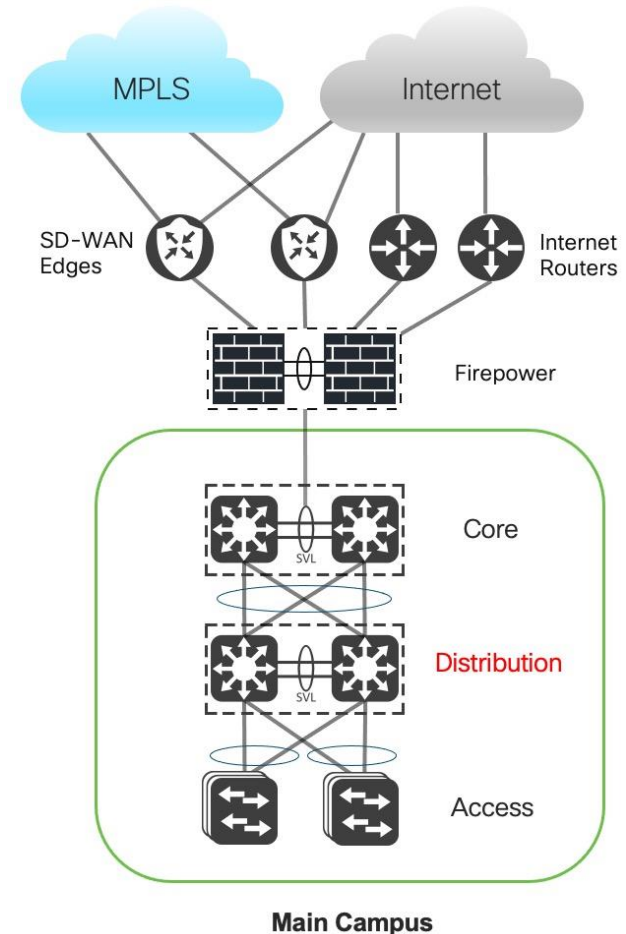 MPLS
Internet
SD-WAN
Edges
Internet
Routers
Firepower
Core
SVL
Distribution
SVL
Access
Main Campus